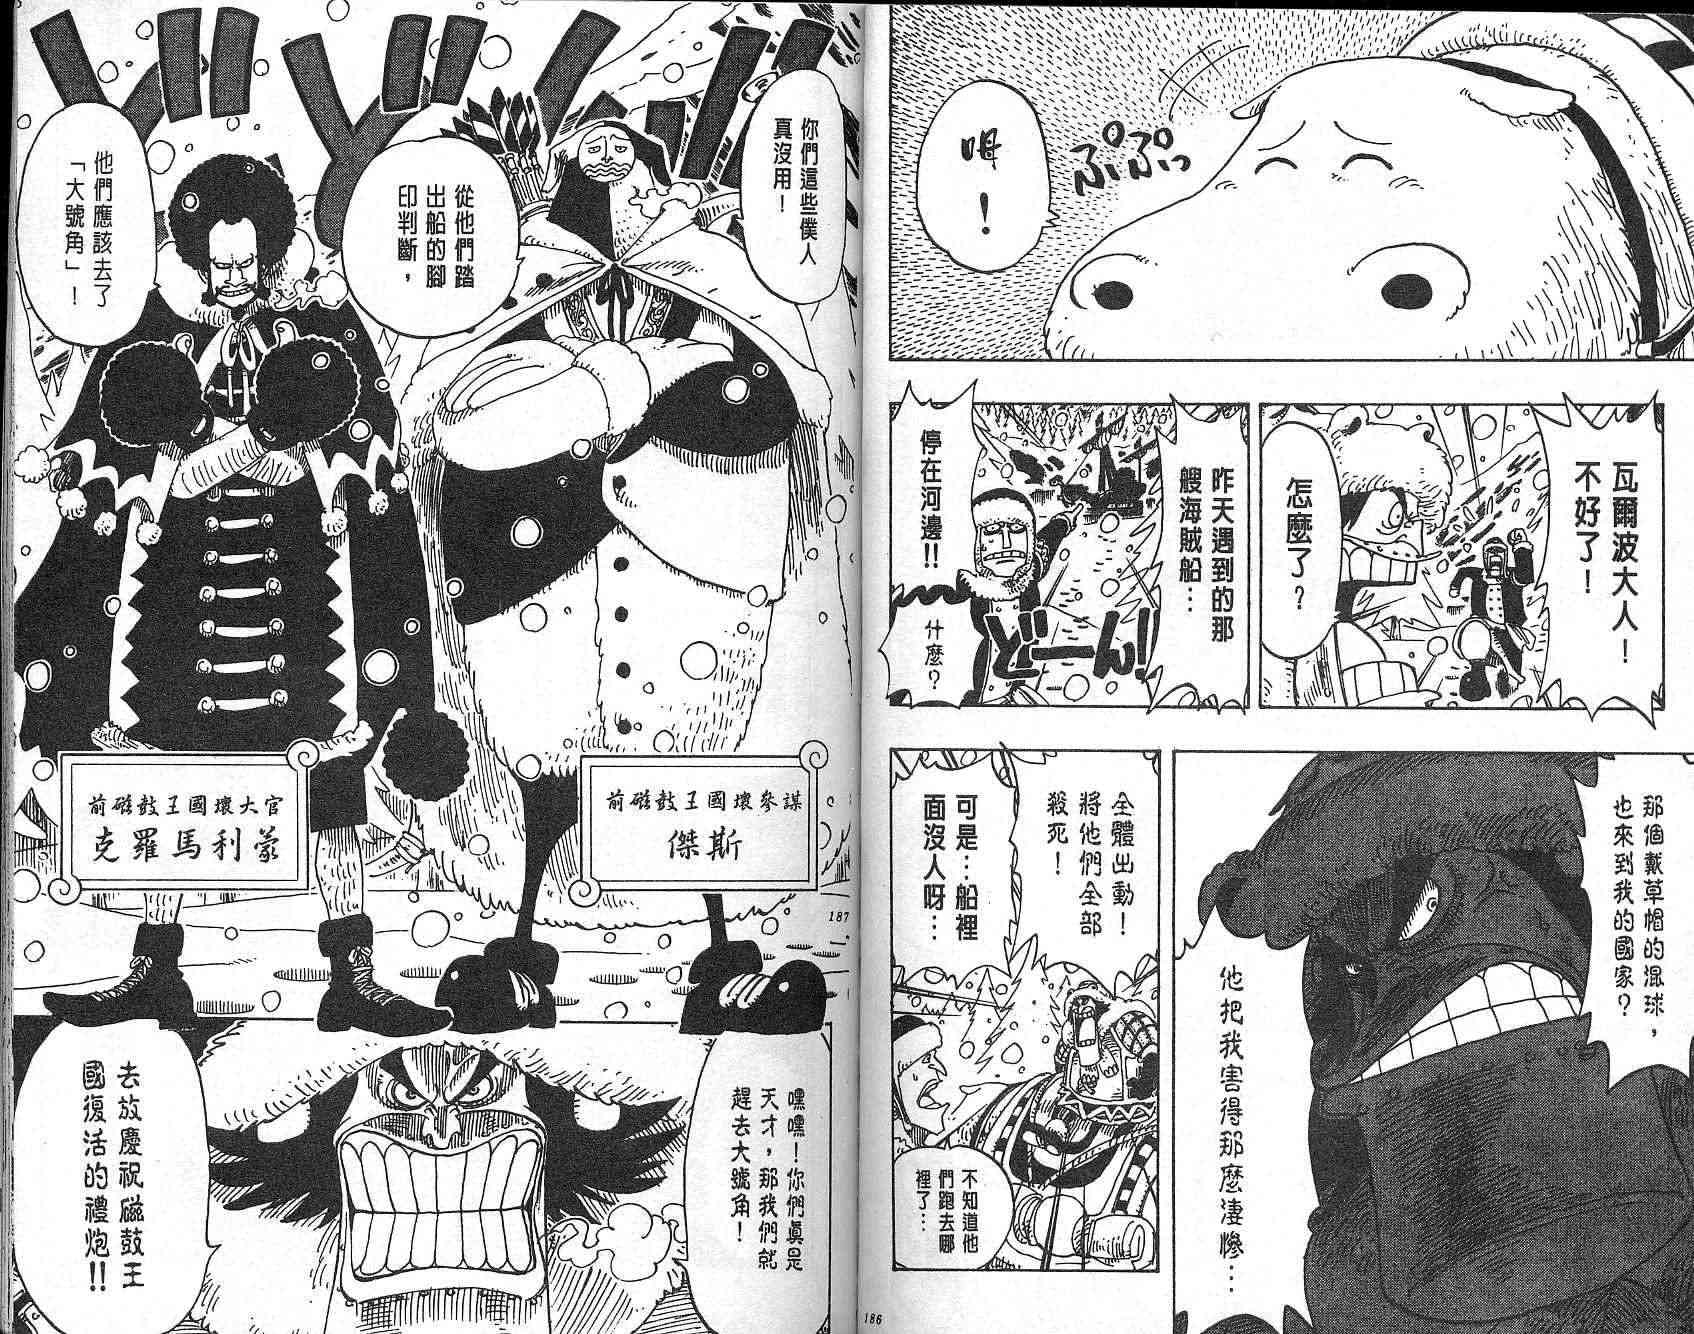 哞！
ぷぷっ
瓦爾波大人！
不好了！
怎麼了？
昨天遇到的那
艘海賊船…
停在河邊!!
什麼？
どーん!
那個戴草帽的混球，
也來到我的國家？
他把我害得那麼淒慘…
全體出動！
將他們全部
殺死！
可是…船裡
面沒人呀…
不知道他
們跑去哪
裡了…
186
你們這些僕人
真沒用！
從他們踏
出船的腳
印判斷，
他們應該去了
「大號角」！
前磁鼓王國壞參謀
傑斯
前磁鼓王國壞大官
克羅馬利蒙
187
嘿嘿！你們真是
天才，那我們就
趕去大號角！
去放慶祝磁鼓王
國復活的禮炮!!